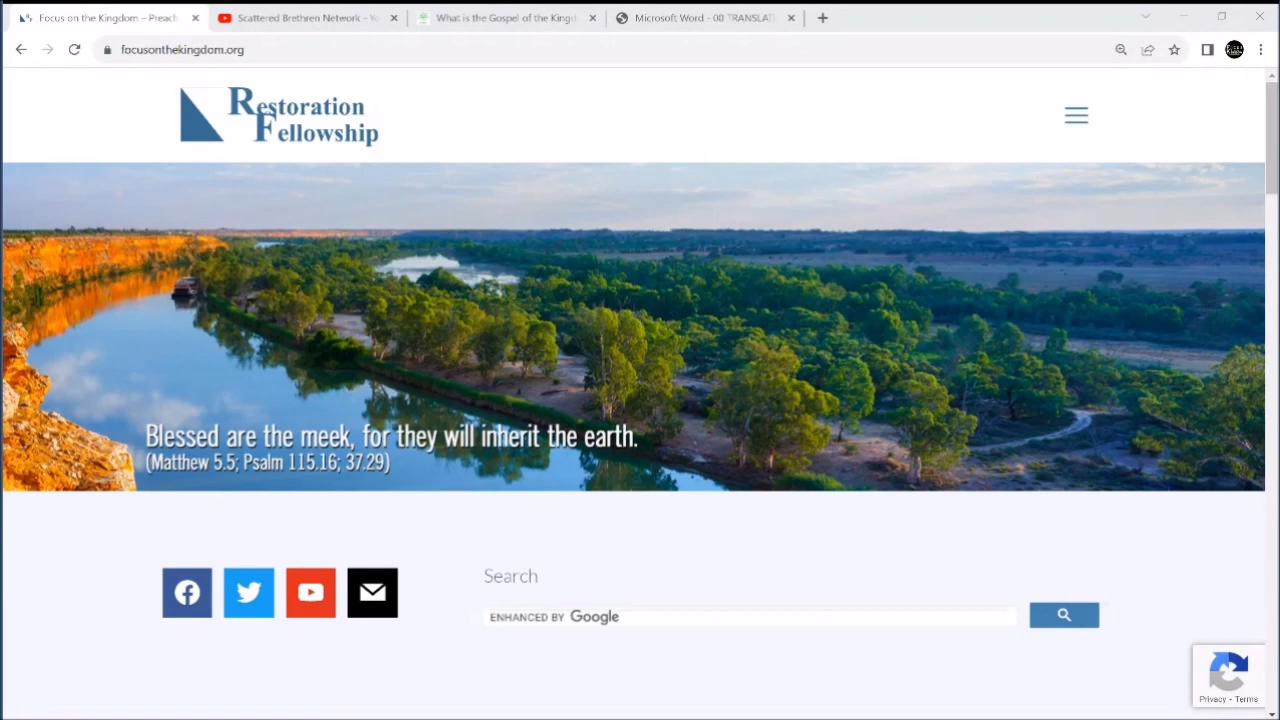 Focus on the Kingdom – Preach
Scattered Brethren Network - Yo
What is the Gospel of the Kingd
Microsoft Word - 00 TRANSLAT
focusonthekingdom.org
Restoration
Fellowship
Blessed are the meek, for they will inherit the earth.
(Matthew 5.5; Psalm 115.16; 37.29)
Search
ENHANCED BY Google
Privacy - Terms